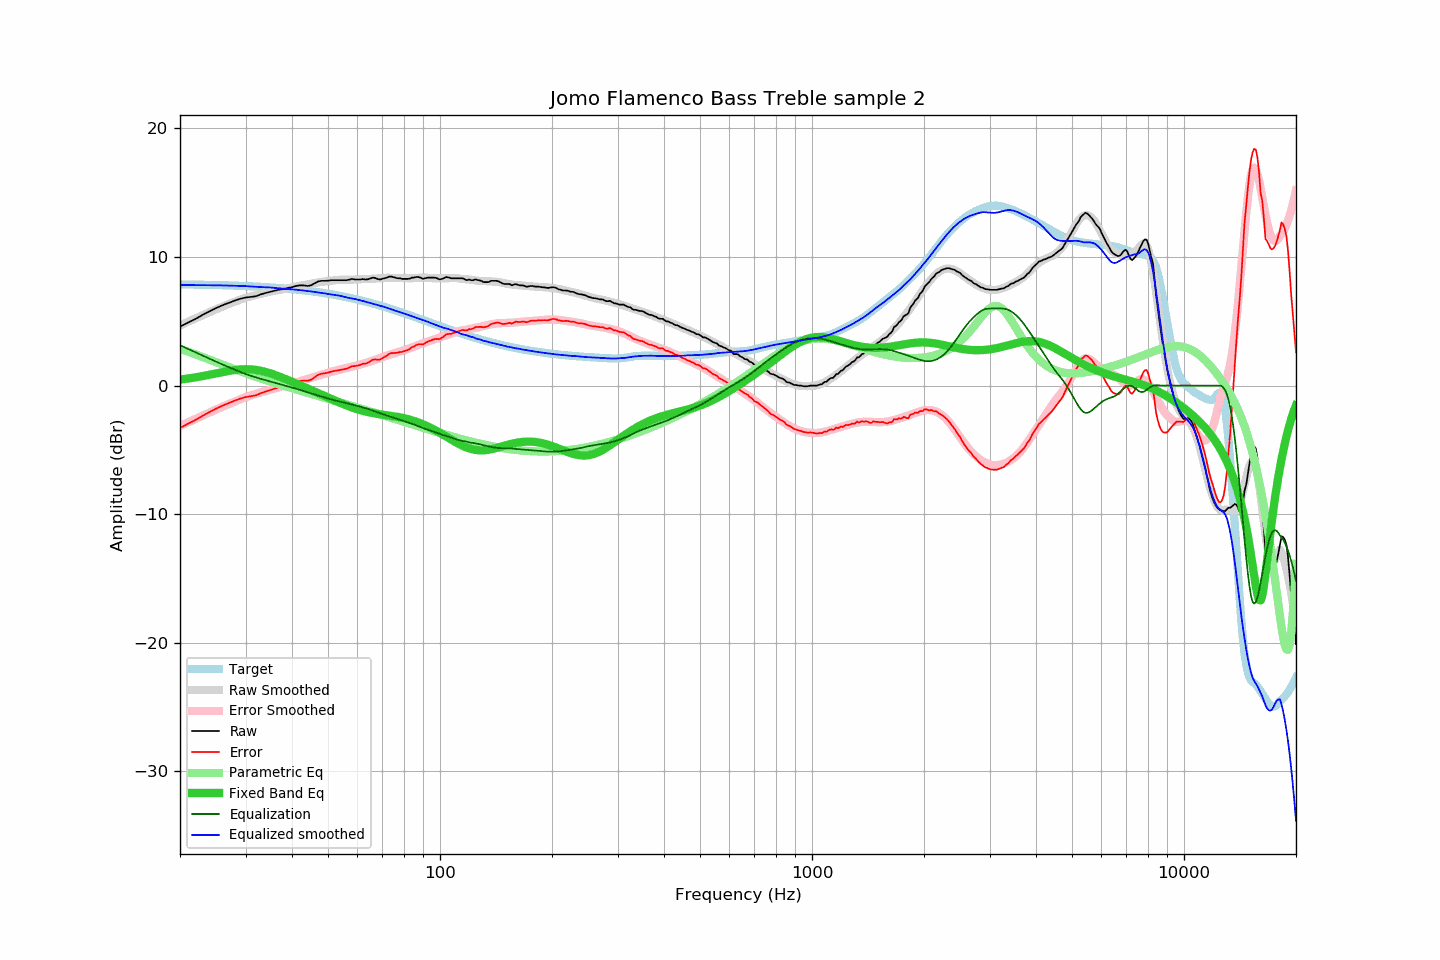 Jomo Flamenco Bass Treble sample 2
20
10
0
−10
−20
−30
Amplitude (dBr)
Target
Raw Smoothed
Error Smoothed
Raw
Error
Parametric Eq
Fixed Band Eq
Equalization
Equalized smoothed
100
1000
10000
Frequency (Hz)